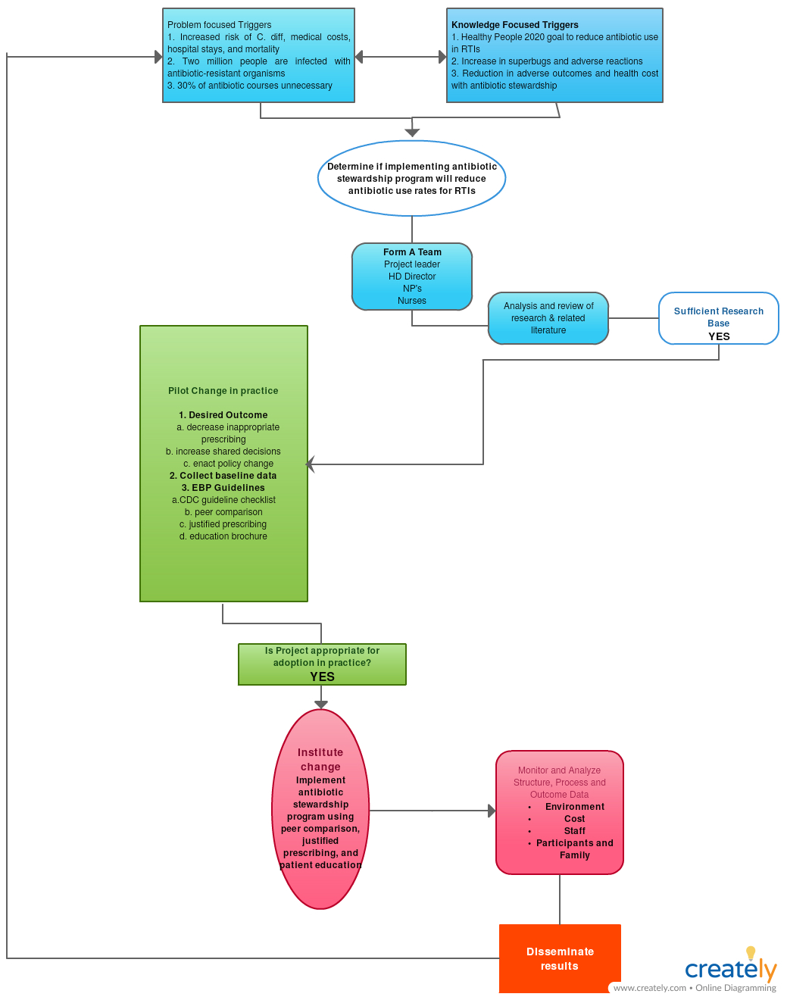 Problem focused Triggers
1. Increased risk of C. diff, medical costs,
hospital stays, and mortality
2. Two million people are infected with
antibiotic-resistant organisms
3. 30% of antibiotic courses unnecessary
Knowledge Focused Triggers
1. Healthy People 2020 goal to reduce antibiotic use
in RTIs
2. Increase in superbugs and adverse reactions
3. Reduction in adverse outcomes and health cost
with antibiotic stewardship
Determine if implementing antibiotic
stewardship program will reduce
antibiotic use rates for RTIs
Form A Team
Project leader
HD Director
NP's
Nurses
Analysis and review of
research & related
literature
Sufficient Research
Base
YES
Pilot Change in practice
1. Desired Outcome
a. decrease inappropriate
prescribing
b. increase shared decisions
c. enact policy change
2. Collect baseline data
3. EBP Guidelines
a.CDC guideline checklist
b. peer comparison
c. justified prescribing
d. education brochure
Is Project appropriate for
adoption in practice?
YES
Institute
change
Implement
antibiotic
stewardship
program using
peer comparison,
justified
prescribing, and
patient education
Monitor and Analyze
Structure, Process and
Outcome Data
• Environment
• Cost
• Staff
• Participants and
Family
Disseminate
results
creately
www.creately.com • Online Diagramming